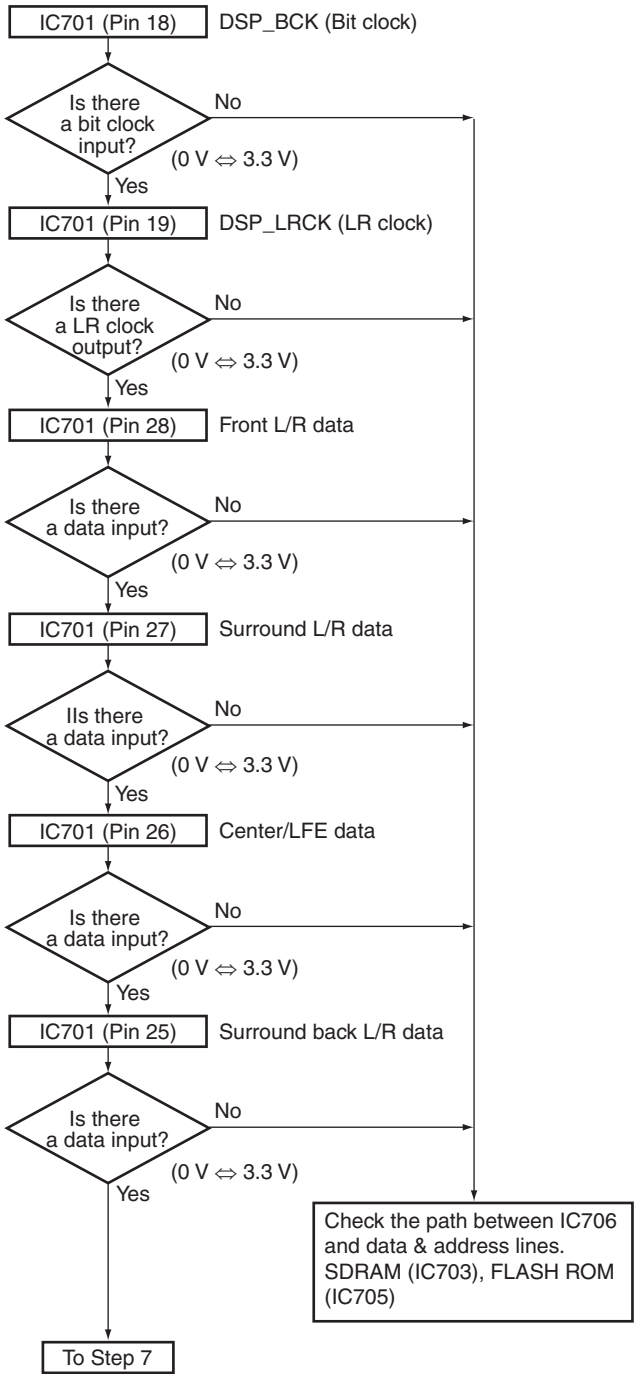 IC701 (Pin 18) DSP_BCK (Bit clock)
Is there
a bit clock
input?
No
(0 V ⇔ 3.3 V)
Yes
IC701 (Pin 19) DSP_LRCK (LR clock)
Is there
a LR clock
output?
No
(0 V ⇔ 3.3 V)
Yes
IC701 (Pin 28) Front L/R data
Is there
a data input?
No
(0 V ⇔ 3.3 V)
Yes
IC701 (Pin 27) Surround L/R data
IIs there
a data input?
No
(0 V ⇔ 3.3 V)
Yes
IC701 (Pin 26) Center/LFE data
Is there
a data input?
No
(0 V ⇔ 3.3 V)
Yes
IC701 (Pin 25) Surround back L/R data
Is there
a data input?
No
(0 V ⇔ 3.3 V)
Yes
Check the path between IC706
and data & address lines.
SDRAM (IC703), FLASH ROM
(IC705)
To Step 7